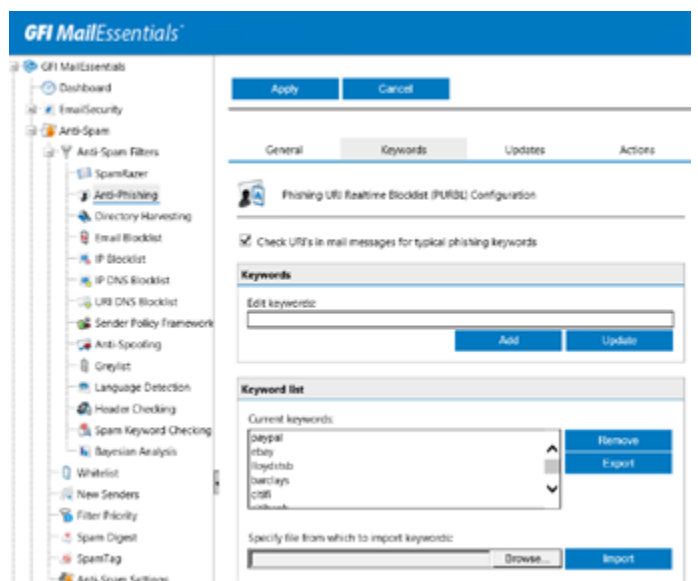 GFI MailEssentials
GFI MailEssentials
Dashboard
EmailSecurity
Anti-Spam
Anti-Spam Filters
SpamRazer
Anti-Phishing
Directory Harvesting
Email Blocklist
IP Blocklist
IP DNS Blocklist
URI DNS Blocklist
Sender Policy Framework
Anti-Spoofing
Greylist
Language Detection
Header Checking
Spam Keyword Checking
Bayesian Analysis
Whitelist
New Senders
Filter Priority
Spam Digest
SpamTag
Anti-Spam Settings
Apply Cancel
General Keywords Updates Actions
Phishing URI Realtime Blocklist (PURBL) Configuration
Check URI's in mail messages for typical phishing keywords
Keywords
Edit keywords:
Add Update
Keyword list
Current keywords:
paypal
ebay
lloydstsb
barclays
citifi
Remove
Export
Specify file from which to import keywords:
Browse... Import